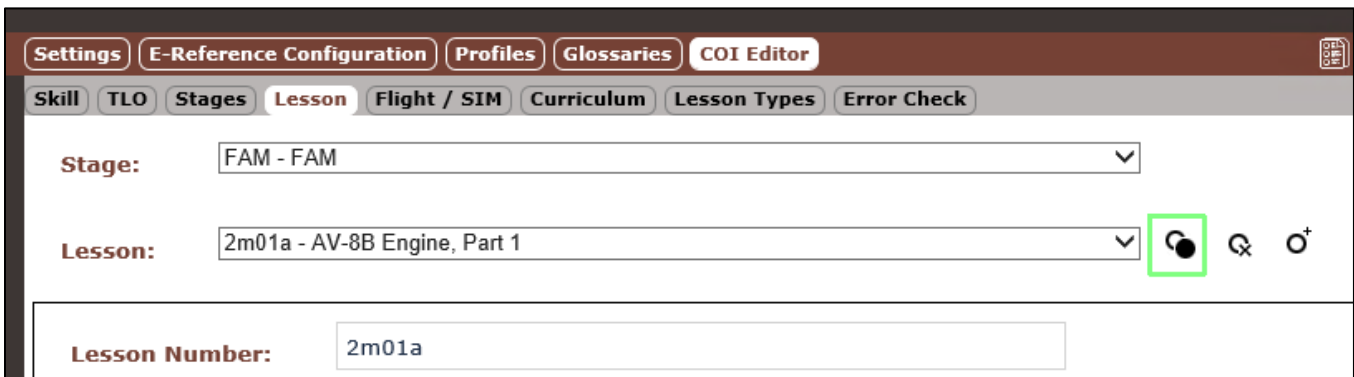 Settings E-Reference Configuration Profiles Glossaries COI Editor
Skill TLO Stages Lesson Flight / SIM Curriculum Lesson Types Error Check
Stage: FAM - FAM
Lesson: 2m01a - AV-8B Engine, Part 1
Lesson Number: 2m01a